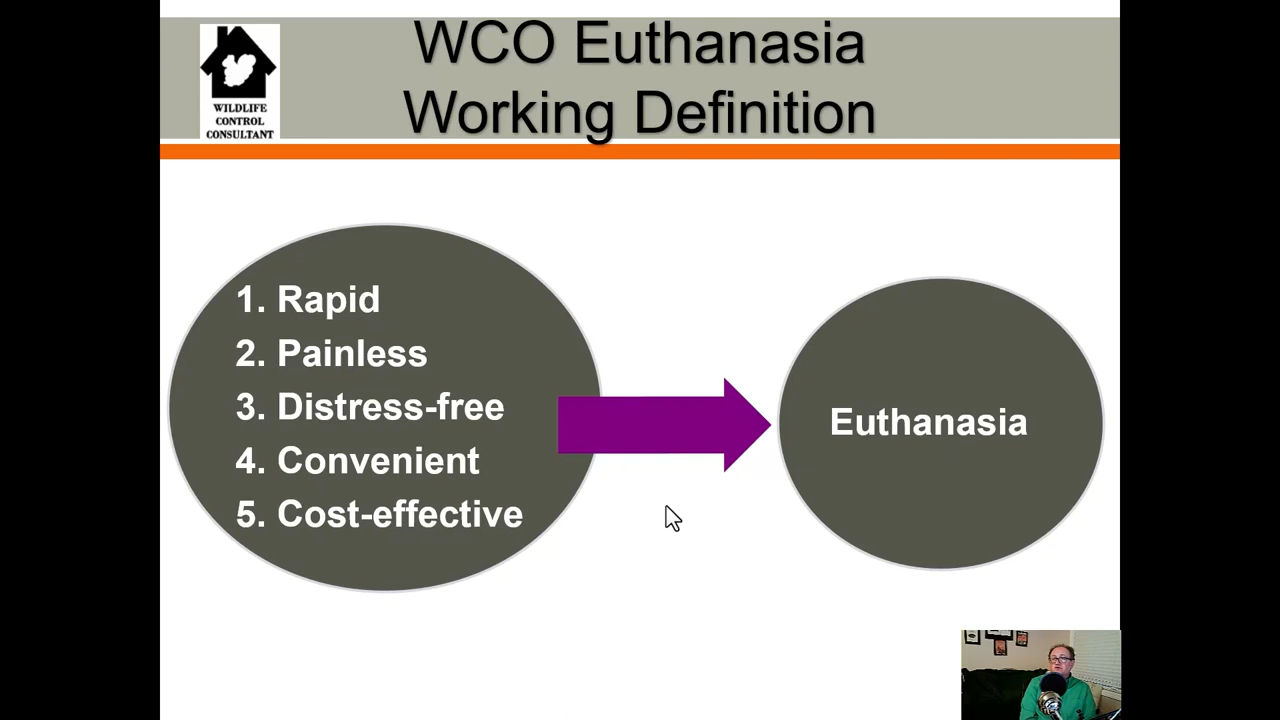 WCO Euthanasia
Working Definition
WILDLIFE
CONTROL
CONSULTANT
1. Rapid
2. Painless
3. Distress-free
4. Convenient
5. Cost-effective
Euthanasia